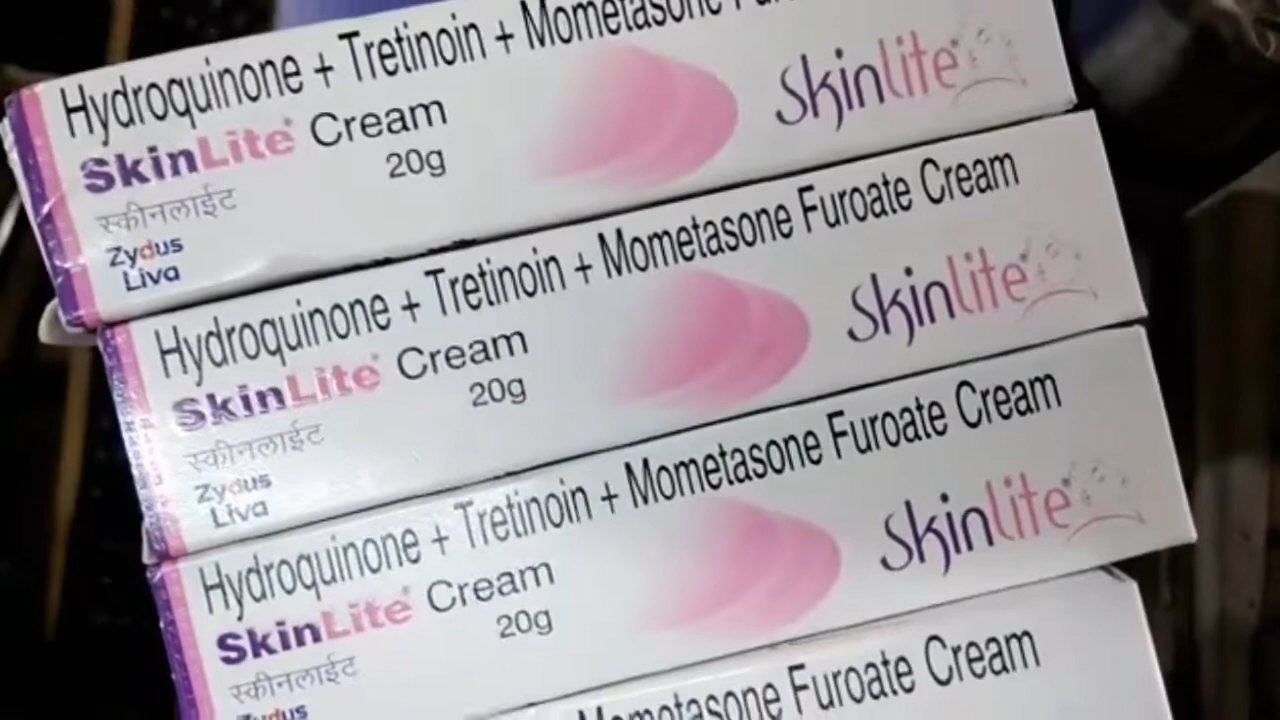 Hydroquinone + Tretinoin + Mometasone
SkinLite® Cream
20g
स्कीनलाईट
Zydus
Liva
Skinlite®
Hydroquinone + Tretinoin + Mometasone Furoate Cream
SkinLite® Cream
20g
स्कीनलाईट
Zydus
Liva
Skinlite®
Hydroquinone + Tretinoin + Mometasone Furoate Cream
SkinLite® Cream
20g
स्कीनलाईट
Zydus
Skinlite®
Mometasone Furoate Cream